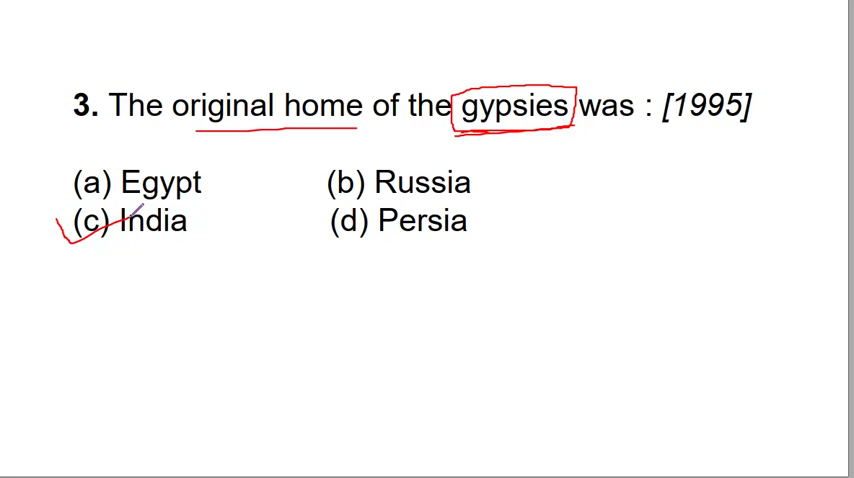 3. The original home of the gypsies was : [1995]
(a) Egypt (b) Russia
(c) India (d) Persia